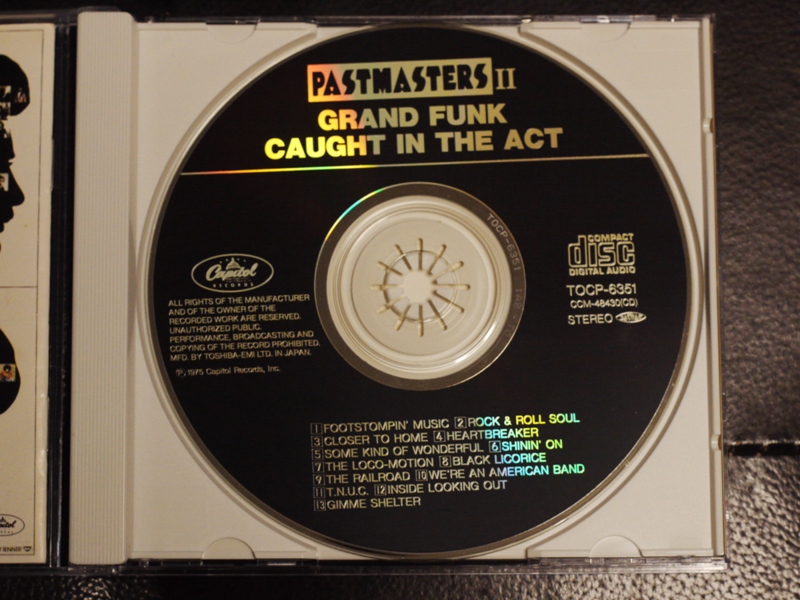 PASTMASTERS II
GRAND FUNK
CAUGHT IN THE ACT
TOCP-6351
Capitol
RECORDS
ALL RIGHTS OF THE MANUFACTURER
AND OF THE OWNER OF THE
RECORDED WORK ARE RESERVED.
UNAUTHORIZED PUBLIC
PERFORMANCE, BROADCASTING AND
COPYING OF THE RECORD PROHIBITED.
MFD. BY TOSHIBA-EMI LTD. IN JAPAN.
Ⓟ 1975 Capitol Records, Inc.
COMPACT
disc
DIGITAL AUDIO
TOCP-6351
CCM-48430(CD)
STEREO
1 FOOTSTOMPIN' MUSIC 2 ROCK & ROLL SOUL
3 CLOSER TO HOME 4 HEARTBREAKER
5 SOME KIND OF WONDERFUL 6 SHININ' ON
7 THE LOCO-MOTION 8 BLACK LICORICE
9 THE RAILROAD 10 WE'RE AN AMERICAN BAND
11 T.N.U.C. 12 INSIDE LOOKING OUT
13 GIMME SHELTER
Capitol